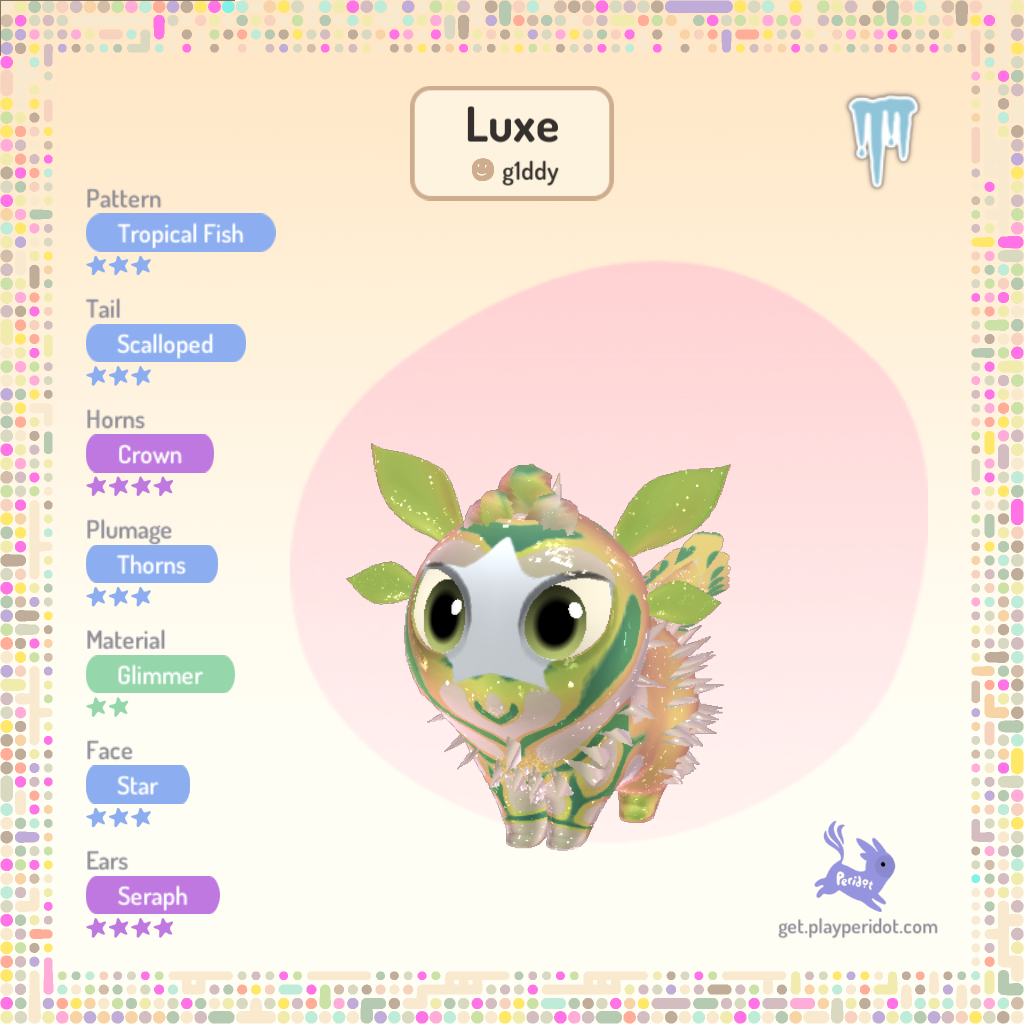 Luxe
g1ddy
Pattern
Tropical Fish
Tail
Scalloped
Horns
Crown
Plumage
Thorns
Material
Glimmer
Face
Star
Ears
Seraph
Peridot
get.playperidot.com